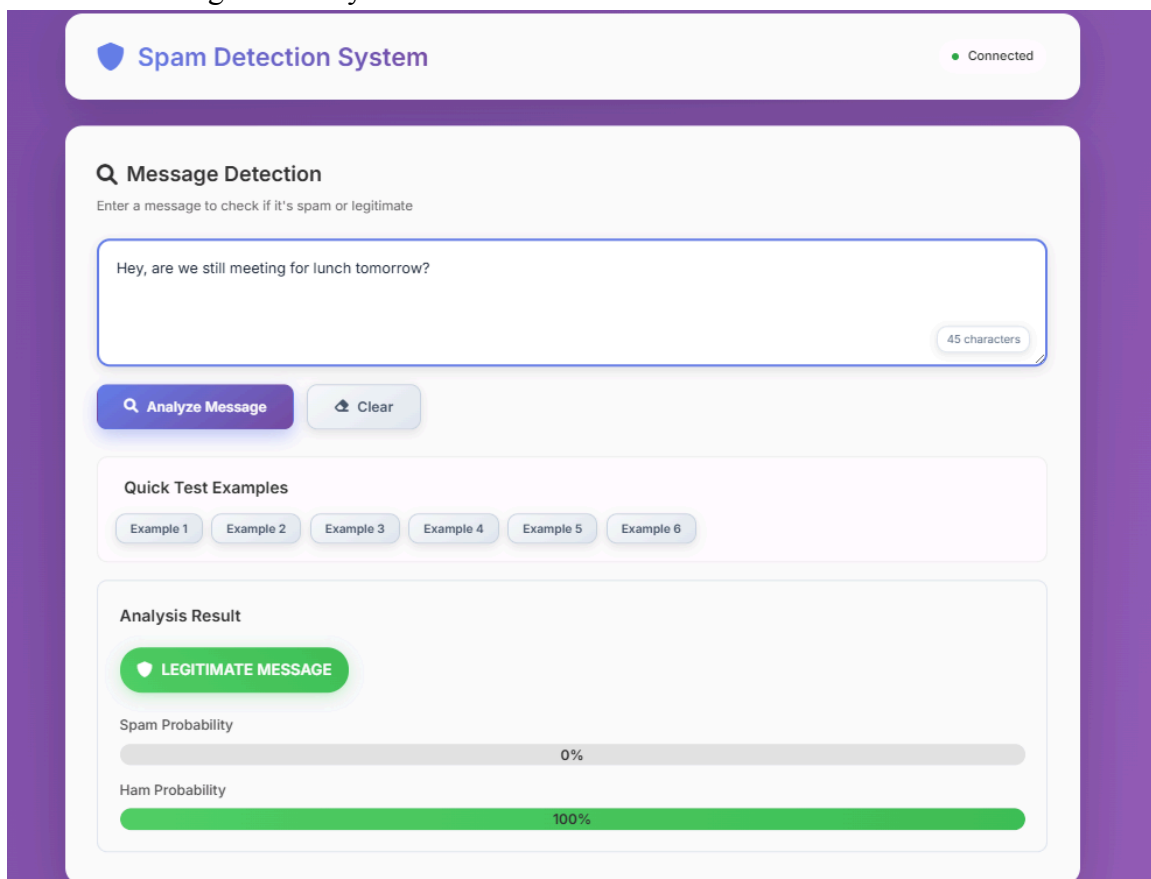 Spam Detection System
Connected
Message Detection
Enter a message to check if it's spam or legitimate
Hey, are we still meeting for lunch tomorrow?
45 characters
Analyze Message Clear
Quick Test Examples
Example 1 Example 2 Example 3 Example 4 Example 5 Example 6
Analysis Result
LEGITIMATE MESSAGE
Spam Probability
0%
Ham Probability
100%